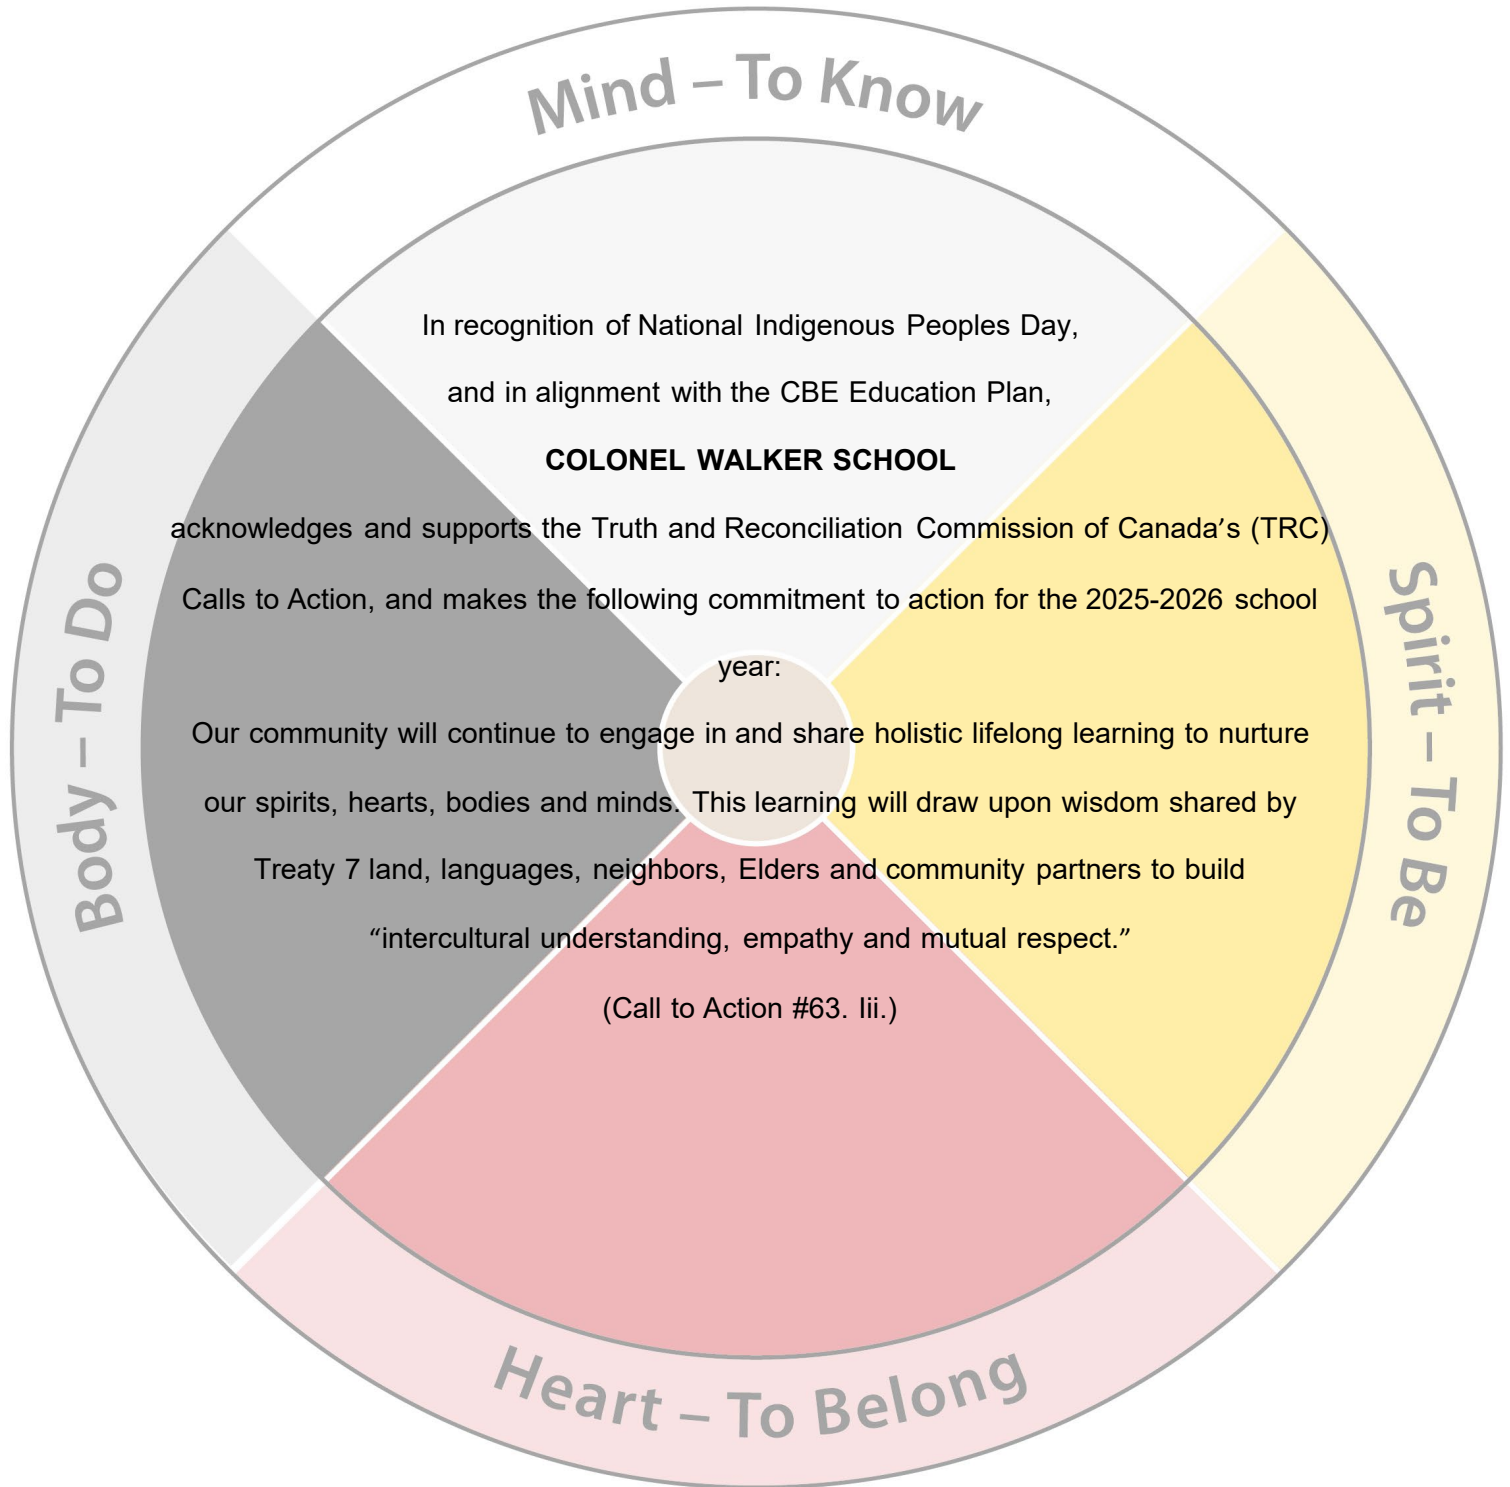 Mind – To Know
In recognition of National Indigenous Peoples Day,
and in alignment with the CBE Education Plan,
COLONEL WALKER SCHOOL
acknowledges and supports the Truth and Reconciliation Commission of Canada's (TRC)
Calls to Action, and makes the following commitment to action for the 2025-2026 school
year:
Our community will continue to engage in and share holistic lifelong learning to nurture
our spirits, hearts, bodies and minds. This learning will draw upon wisdom shared by
Treaty 7 land, languages, neighbors, Elders and community partners to build
“intercultural understanding, empathy and mutual respect.”
(Call to Action #63. Iii.)
Body – To Do
Spirit – To Be
Heart – To Belong